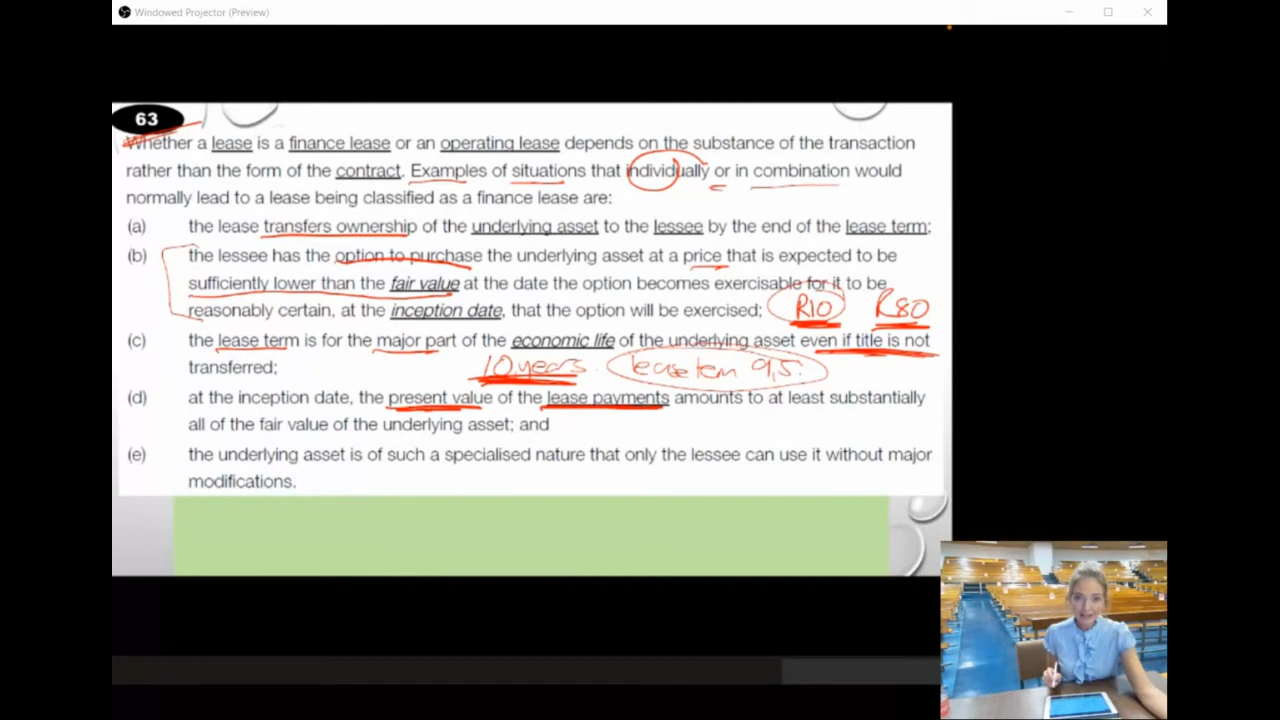 Windowed Projector (Preview)
63
Whether a lease is a finance lease or an operating lease depends on the substance of the transaction
rather than the form of the contract. Examples of situations that individually or in combination would
normally lead to a lease being classified as a finance lease are:
(a) the lease transfers ownership of the underlying asset to the lessee by the end of the lease term;
(b) the lessee has the option to purchase the underlying asset at a price that is expected to be
sufficiently lower than the fair value at the date the option becomes exercisable for it to be
reasonably certain, at the inception date, that the option will be exercised; R10 R80
(c) the lease term is for the major part of the economic life of the underlying asset even if title is not
transferred; 10 years. lease term 9,5.
(d) at the inception date, the present value of the lease payments amounts to at least substantially
all of the fair value of the underlying asset; and
(e) the underlying asset is of such a specialised nature that only the lessee can use it without major
modifications.